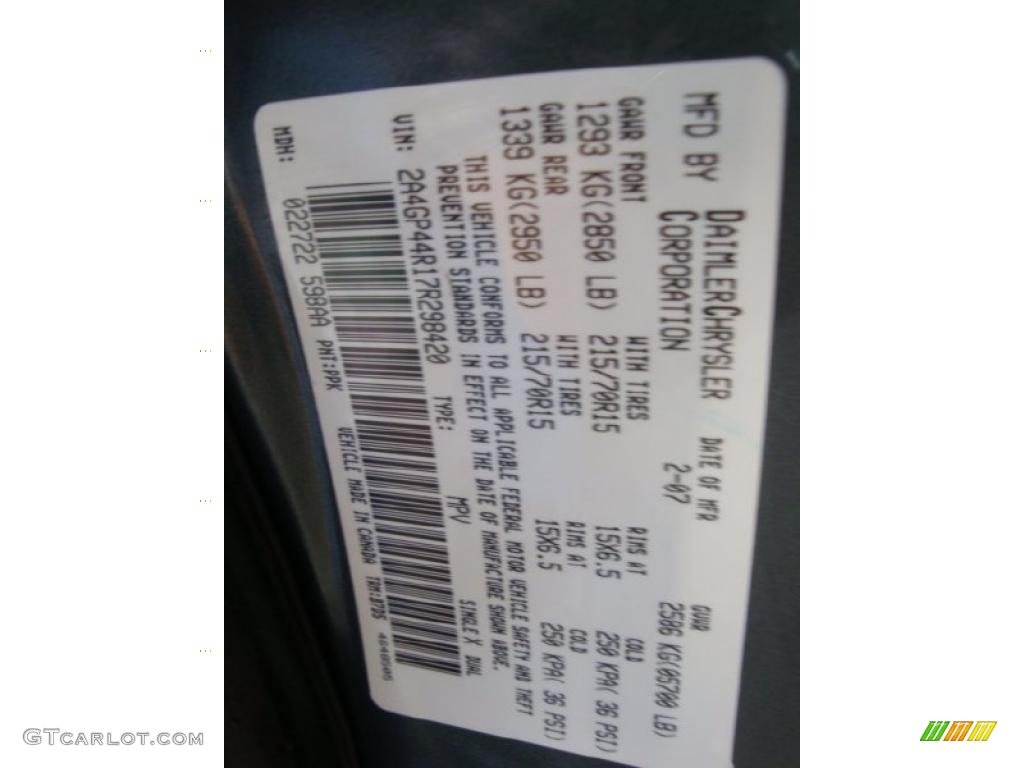 MFD BY DAIMLERCHRYSLER CORPORATION
DATE OF MFR 2-07
GVWR 2586 KG(05700 LB)
GAWR FRONT WITH TIRES RIMS AT COLD
1293 KG(2850 LB) 215/70R15 15X6.5 250 KPA( 36 PSI)
GAWR REAR WITH TIRES RIMS AT COLD
1339 KG(2950 LB) 215/70R15 15X6.5 250 KPA( 36 PSI)
THIS VEHICLE CONFORMS TO ALL APPLICABLE FEDERAL MOTOR VEHICLE SAFETY AND THEFT
PREVENTION STANDARDS IN EFFECT ON THE DATE OF MANUFACTURE SHOWN ABOVE.
VIN: 2A4GP44R17R298420 TYPE: MPV SINGLE X DUAL
MDH: 022722 598AA PNT:PPK VEHICLE MADE IN CANADA
GTcarlot.com